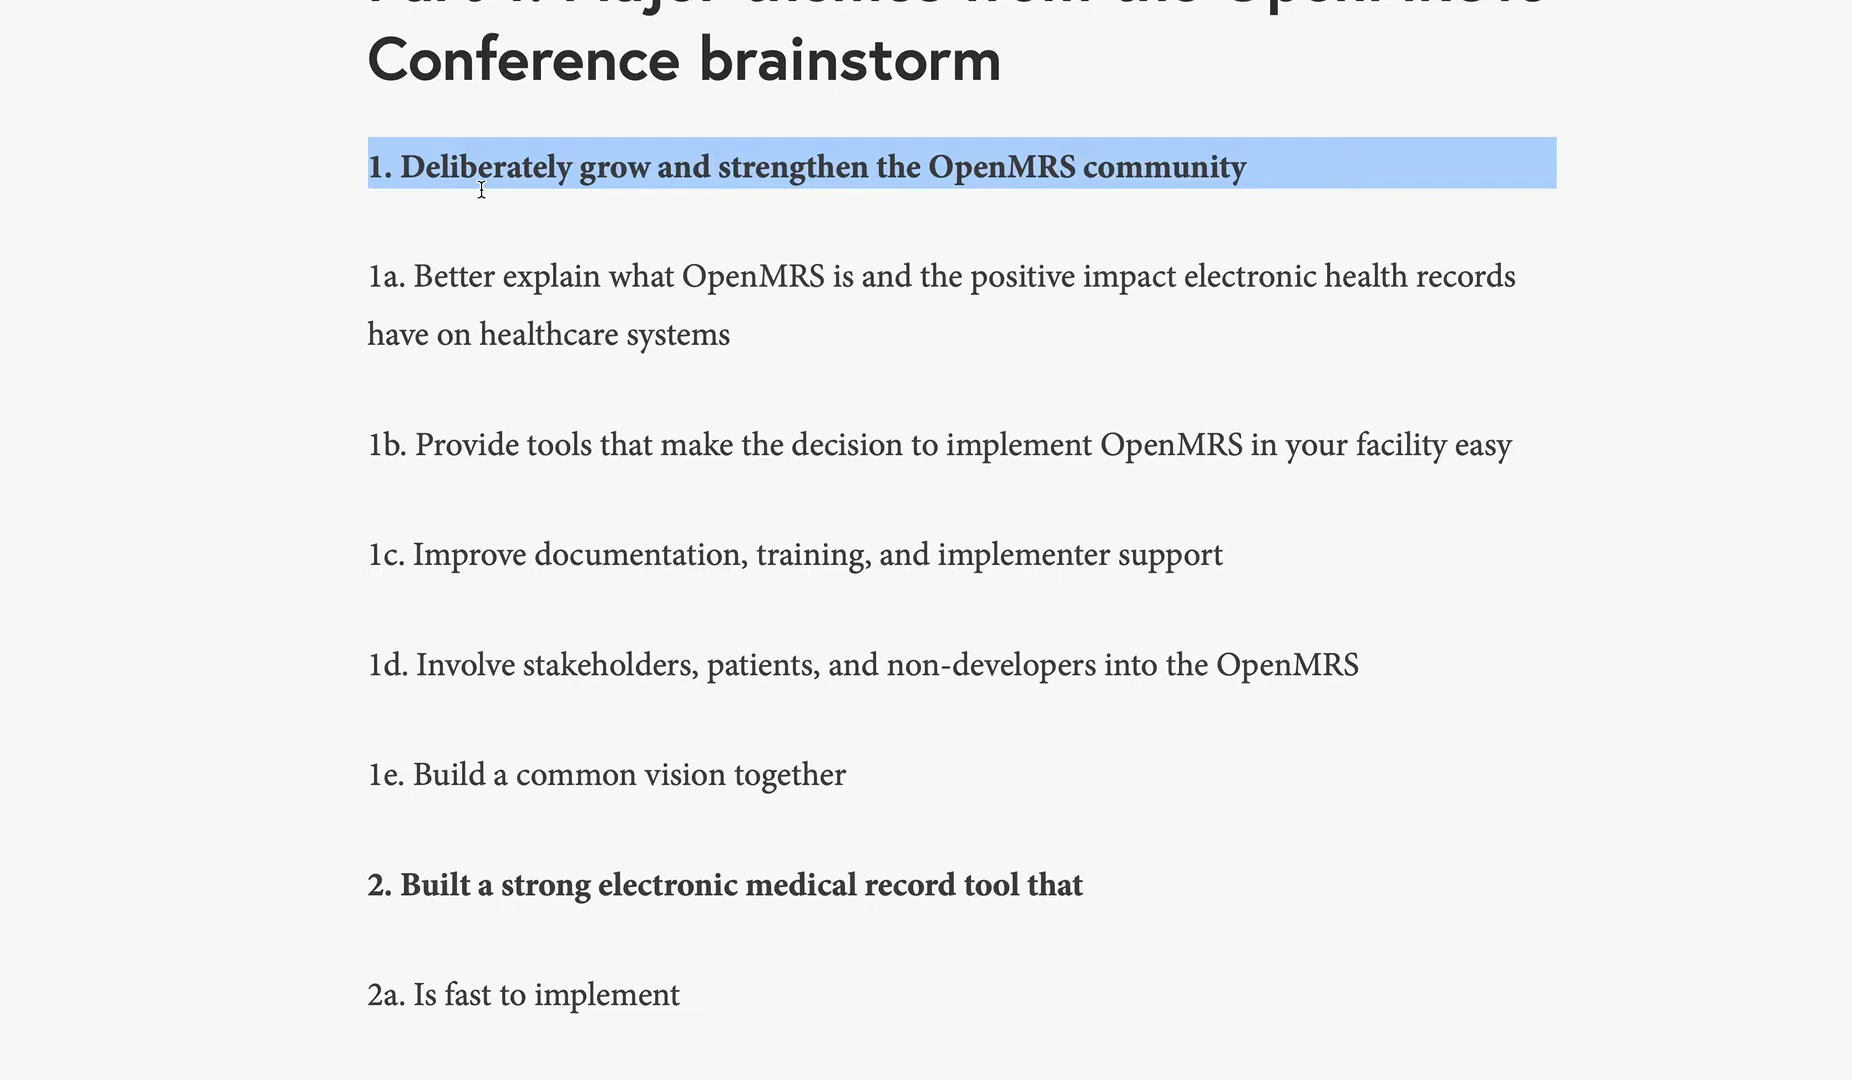 Conference brainstorm
1. Deliberately grow and strengthen the OpenMRS community
1a. Better explain what OpenMRS is and the positive impact electronic health records
have on healthcare systems
1b. Provide tools that make the decision to implement OpenMRS in your facility easy
1c. Improve documentation, training, and implementer support
1d. Involve stakeholders, patients, and non-developers into the OpenMRS
1e. Build a common vision together
2. Built a strong electronic medical record tool that
2a. Is fast to implement